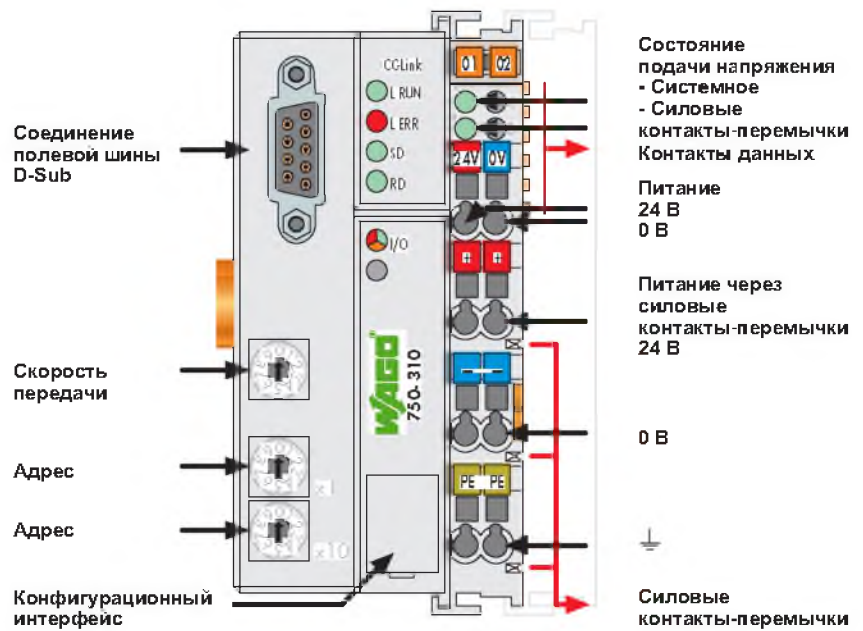 Соединение
полевой шины
D-Sub
Скорость
передачи
Адрес
Адрес
Конфигурационный
интерфейс
x1
x10
CCLink
L RUN
L ERR
SD
RD
I/O
WAGO
750-310
01 02
24V 0V
+ +
— —
PE PE
Состояние
подачи напряжения
- Системное
- Силовые
контакты-перемычки
Контакты данных
Питание
24 В
0 В
Питание через
силовые
контакты-перемычки
24 В
0 В
Силовые
контакты-перемычки